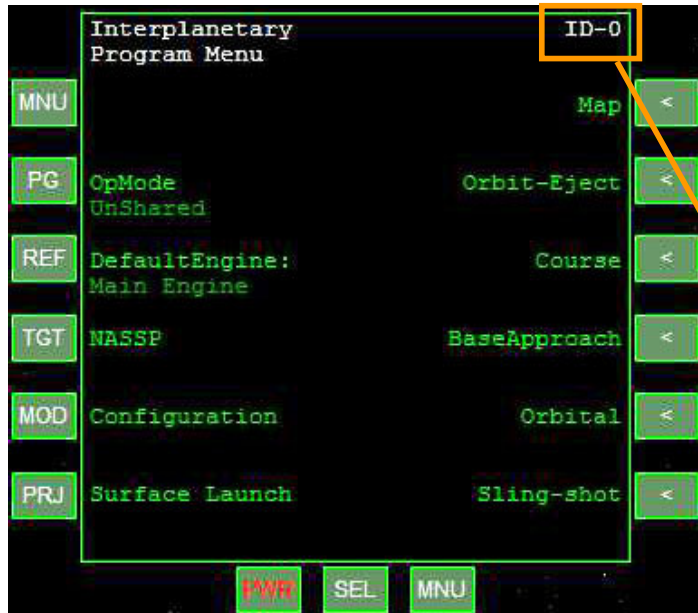 Interplanetary ID-0
Program Menu
MNU Map <
PG OpMode Orbit-Eject <
UnShared
REF DefaultEngine: Course <
Main Engine
TGT NASSP BaseApproach <
MOD Configuration Orbital <
PRJ Surface Launch Sling-shot <
PWR SEL MNU